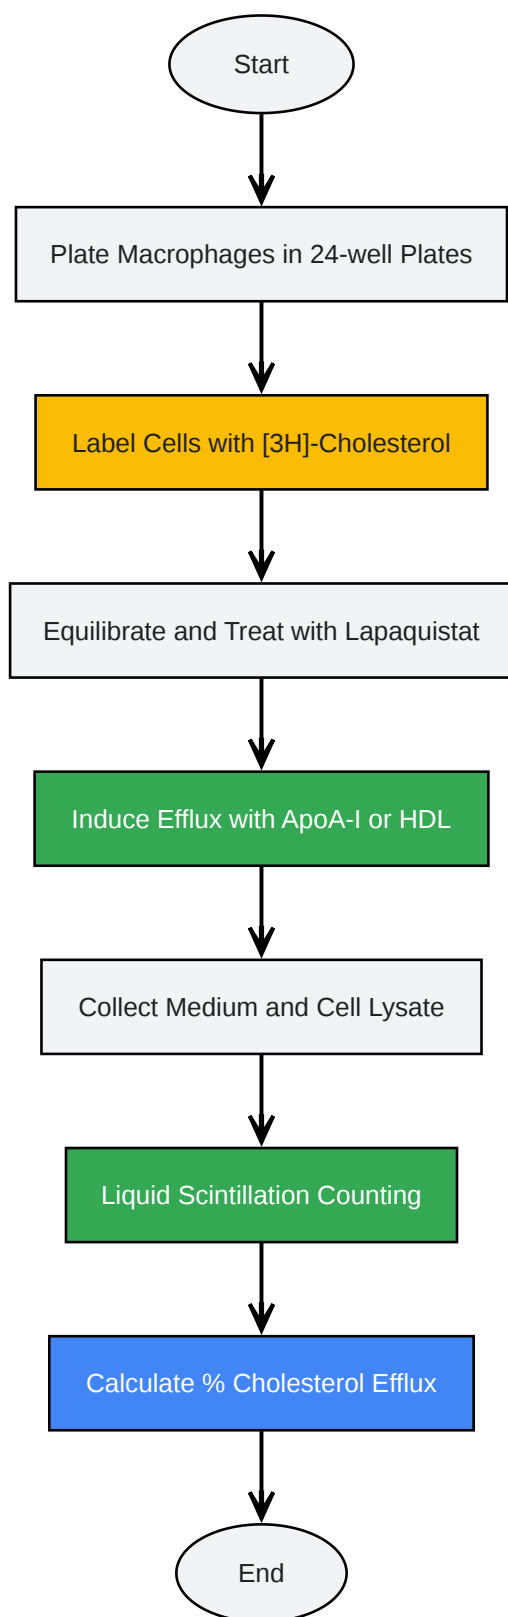 Start
Plate Macrophages in 24-well Plates
Label Cells with [3H]-Cholesterol
Equilibrate and Treat with Lapaquistat
Induce Efflux with ApoA-I or HDL
Collect Medium and Cell Lysate
Liquid Scintillation Counting
Calculate % Cholesterol Efflux
End